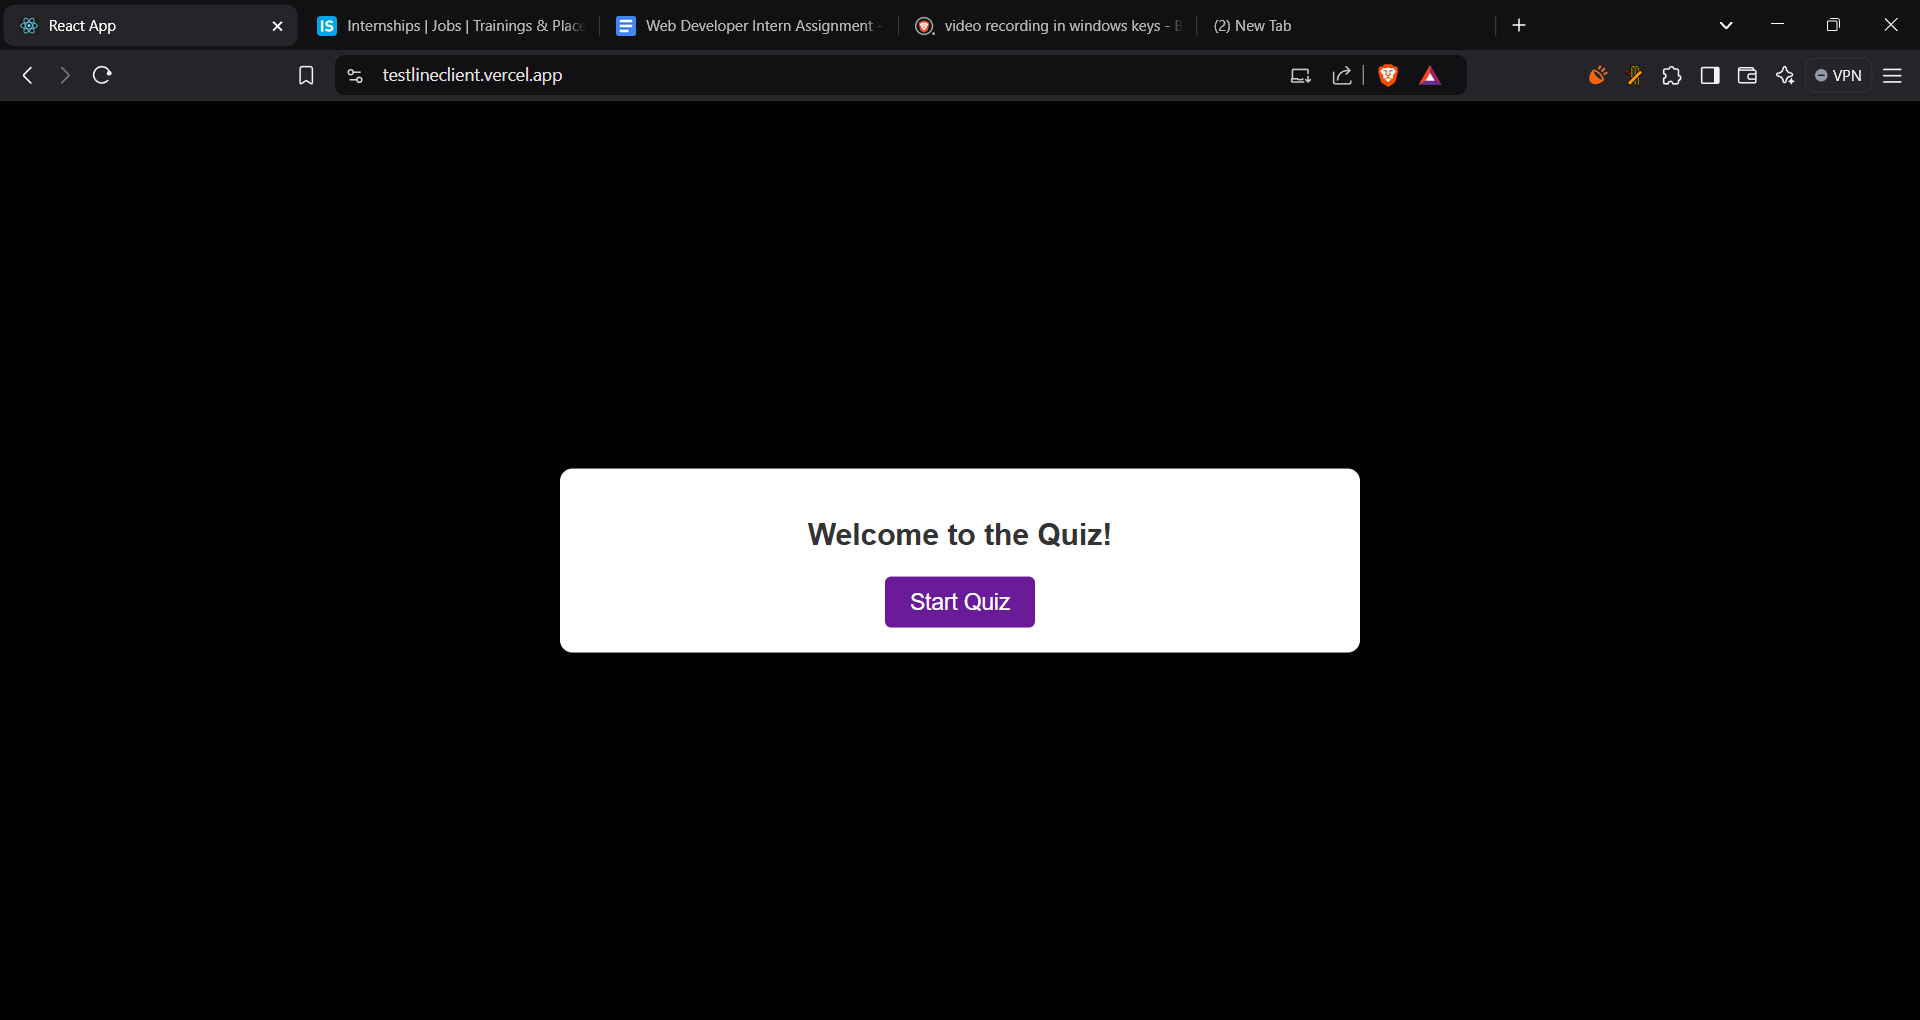 React App
IS Internships | Jobs | Trainings & Place
Web Developer Intern Assignment -
video recording in windows keys - B
(2) New Tab
testlineclient.vercel.app
VPN
Welcome to the Quiz!
Start Quiz